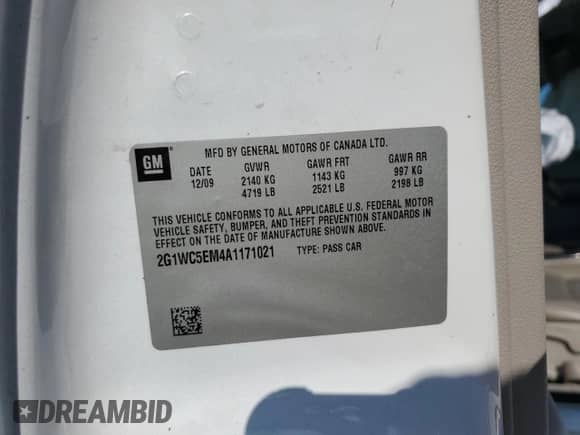 GM
MFD BY GENERAL MOTORS OF CANADA LTD.
DATE GVWR GAWR FRT GAWR RR
12/09 2140 KG 1143 KG 997 KG
4719 LB 2521 LB 2198 LB
THIS VEHICLE CONFORMS TO ALL APPLICABLE U.S. FEDERAL MOTOR
VEHICLE SAFETY, BUMPER, AND THEFT PREVENTION STANDARDS IN
EFFECT ON THE DATE OF MANUFACTURE SHOWN ABOVE.
2G1WC5EM4A1171021 TYPE: PASS CAR
DREAMBID